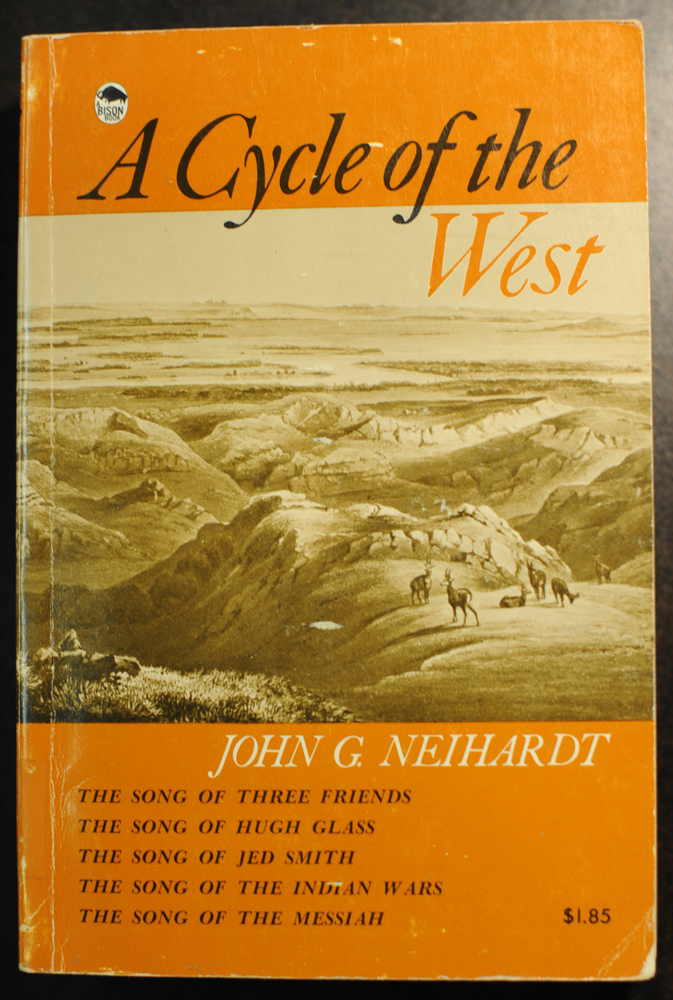 A
BISON
BOOK
A Cycle of the
West
JOHN G. NEIHARDT
THE SONG OF THREE FRIENDS
THE SONG OF HUGH GLASS
THE SONG OF JED SMITH
THE SONG OF THE INDIAN WARS
THE SONG OF THE MESSIAH
$1.85